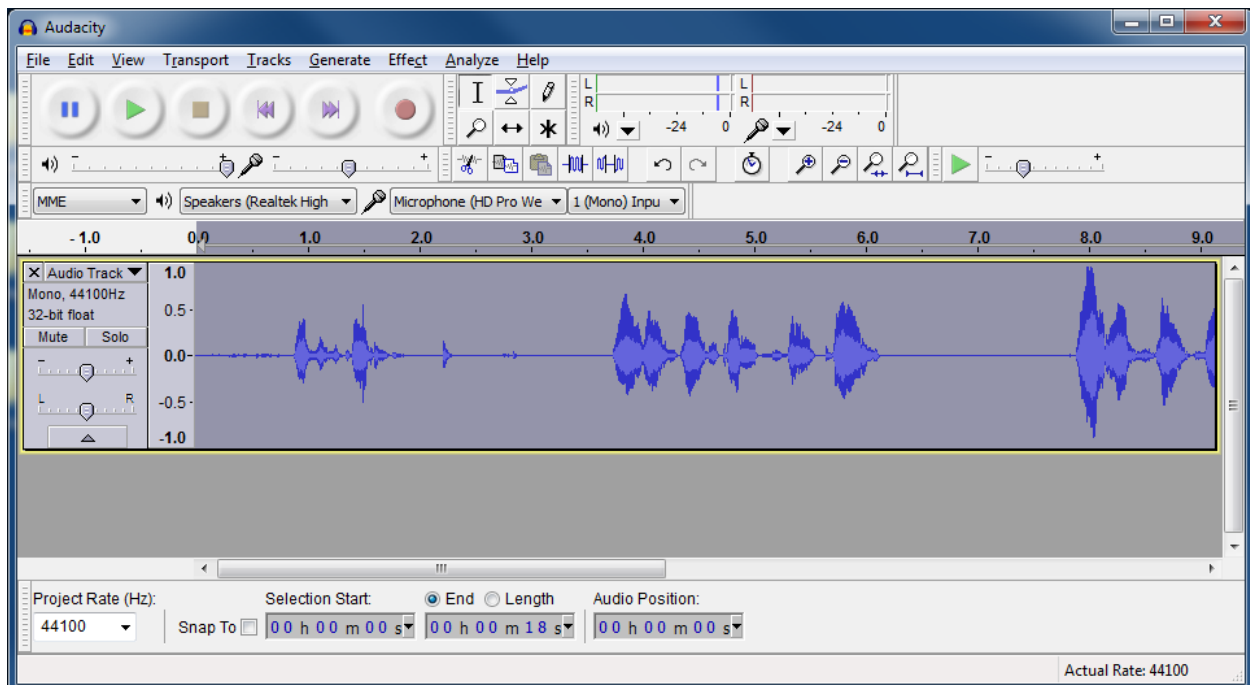 Audacity
File Edit View Transport Tracks Generate Effect Analyze Help
L L
R R
-24 0 -24 0
- + - + - +
MME Speakers (Realtek High Microphone (HD Pro We 1 (Mono) Inpu
- 1.0 0.0 1.0 2.0 3.0 4.0 5.0 6.0 7.0 8.0 9.0
X Audio Track 1.0
Mono, 44100Hz
32-bit float 0.5
Mute Solo
- + 0.0
L R -0.5
-1.0
Project Rate (Hz): Selection Start: End Length Audio Position:
44100 Snap To 00 h 00 m 00 s 00 h 00 m 18 s 00 h 00 m 00 s
Actual Rate: 44100